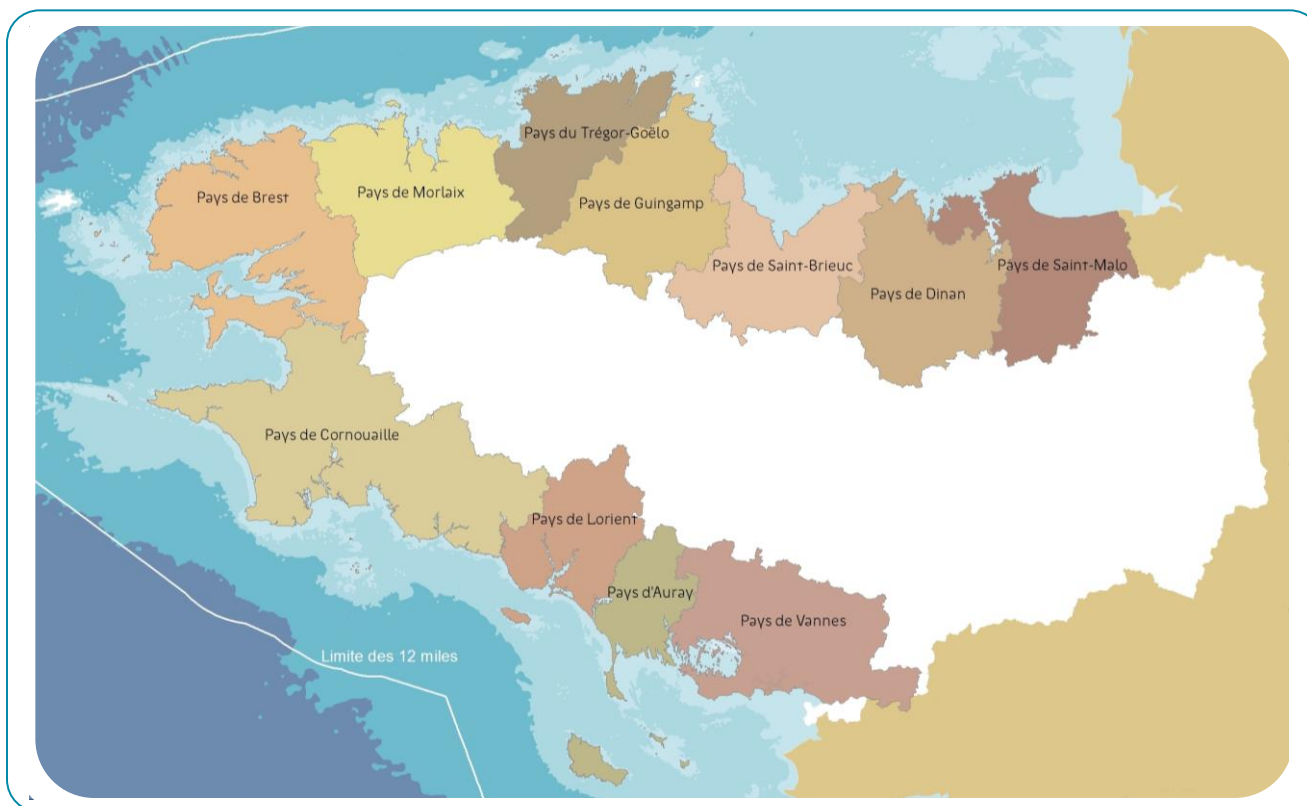 Pays du Trégor-Goëlo
Pays de Brest
Pays de Morlaix
Pays de Guingamp
Pays de Saint-Brieuc
Pays de Saint-Malo
Pays de Dinan
Pays de Cornouaille
Pays de Lorient
Pays d'Auray
Pays de Vannes
Limite des 12 miles